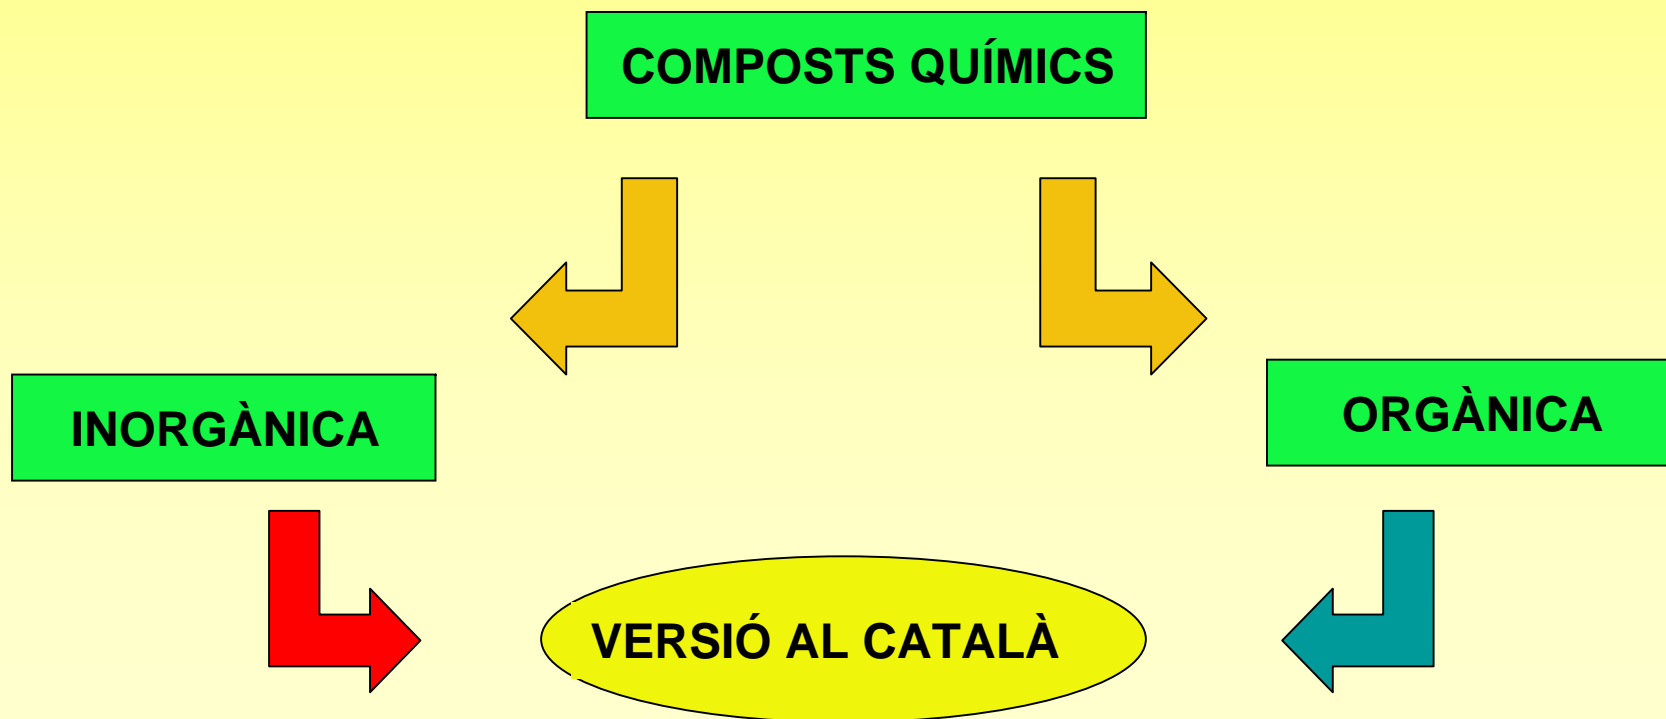 COMPOSTS QUÍMICS
INORGÀNICA
ORGÀNICA
VERSIÓ AL CATALÀ